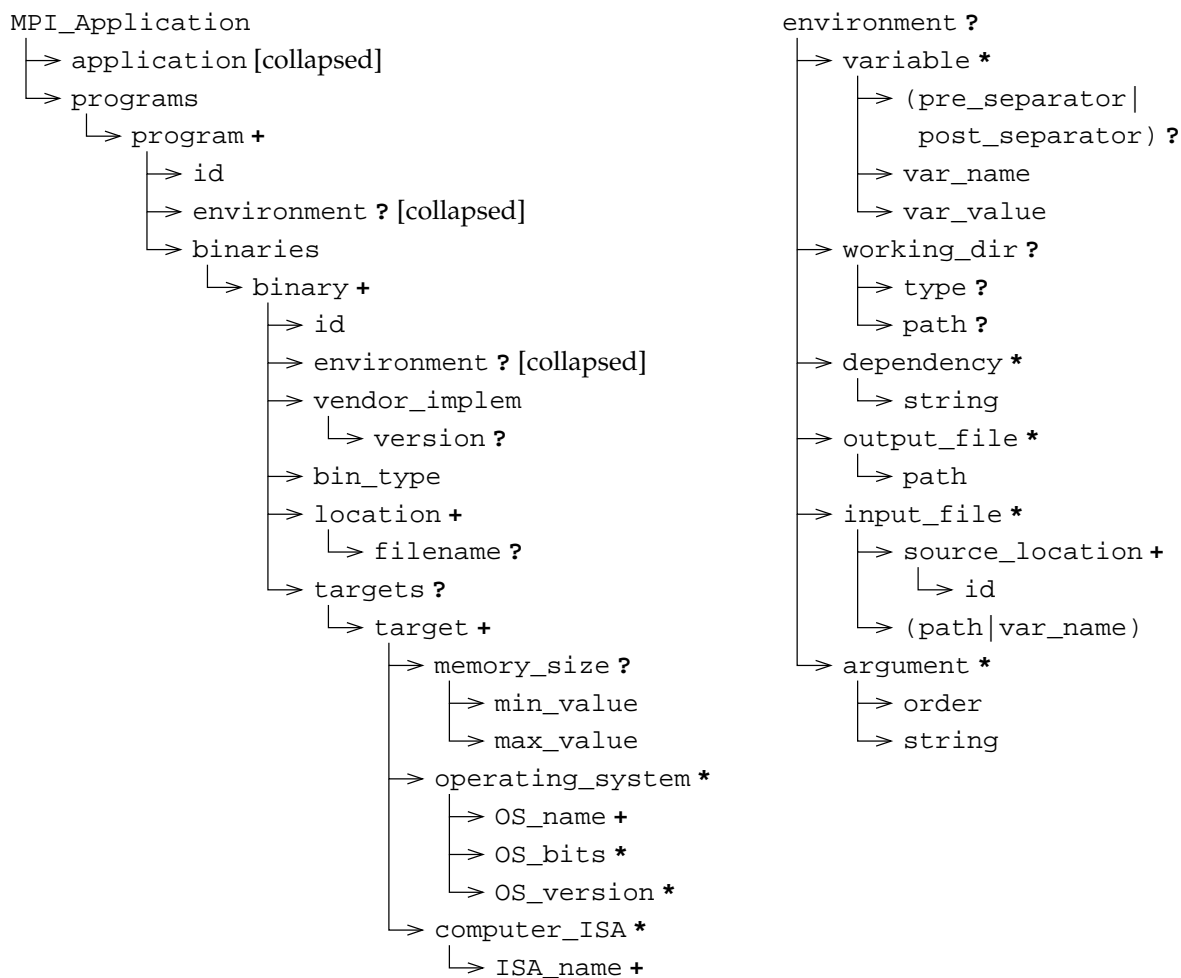 MPI_Application
application [collapsed]
programs
program +
id
environment ? [collapsed]
binaries
binary +
id
environment ? [collapsed]
vendor_implem
version ?
bin_type
location +
filename ?
targets ?
target +
memory_size ?
min_value
max_value
operating_system *
OS_name +
OS_bits *
OS_version *
computer_ISA *
ISA_name +
environment ?
variable *
(pre_separator|
post_separator) ?
var_name
var_value
working_dir ?
type ?
path ?
dependency *
string
output_file *
path
input_file *
source_location +
id
(path|var_name)
argument *
order
string